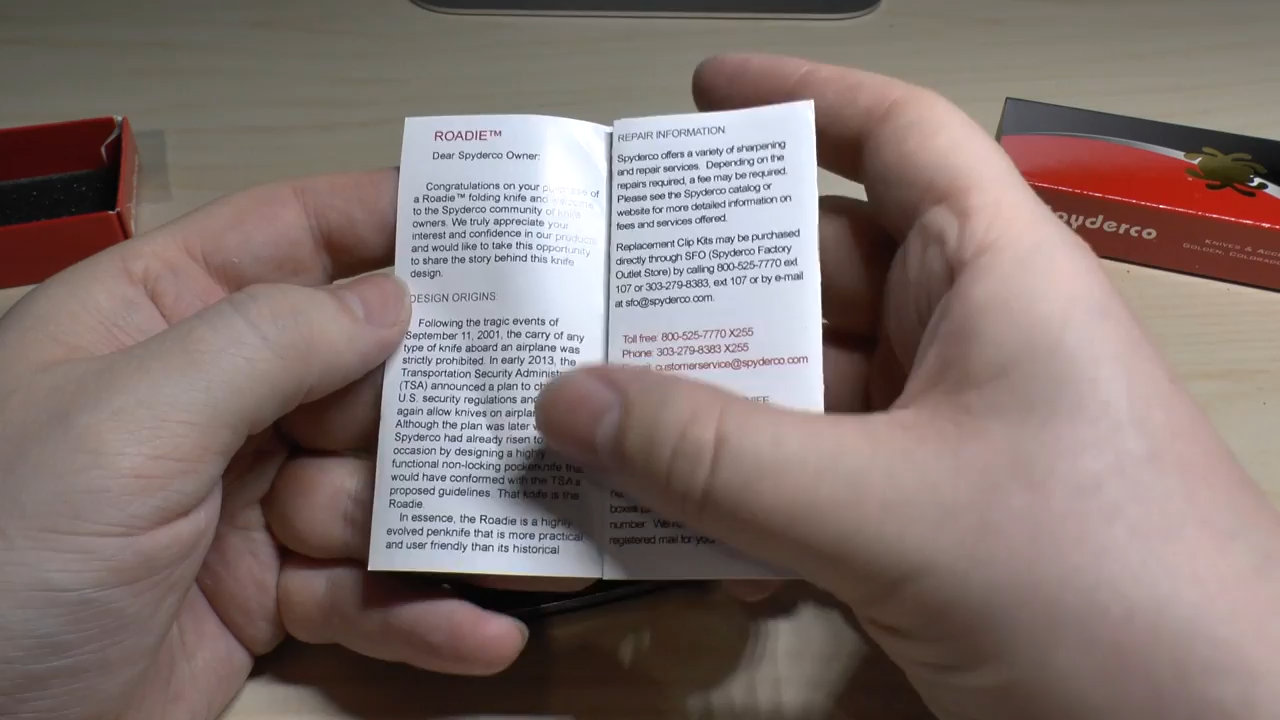 ROADIE™
Dear Spyderco Owner:
Congratulations on your purchase of
a Roadie™ folding knife and welcome
to the Spyderco community of knife
owners. We truly appreciate your
interest and confidence in our products
and would like to take this opportunity
to share the story behind this knife
design.
DESIGN ORIGINS:
Following the tragic events of
September 11, 2001, the carry of any
type of knife aboard an airplane was
strictly prohibited. In early 2013, the
Transportation Security Administ
(TSA) announced a plan to ch
U.S. security regulations and
again allow knives on airpla
Although the plan was later
Spyderco had already risen to
occasion by designing a highly
functional non-locking pocketknife that
would have conformed with the TSA's
proposed guidelines. That knife is the
Roadie.
In essence, the Roadie is a highly
evolved penknife that is more practical
and user friendly than its historical
REPAIR INFORMATION
Spyderco offers a variety of sharpening
and repair services. Depending on the
repairs required, a fee may be required.
Please see the Spyderco catalog or
website for more detailed information on
fees and services offered.
Replacement Clip Kits may be purchased
directly through SFO (Spyderco Factory
Outlet Store) by calling 800-525-7770 ext
107 or 303-279-8383, ext 107 or by e-mail
at sfo@spyderco.com.
Toll free: 800-525-7770 X255
Phone: 303-279-8383 X255
customerservice@spyderco.com
boxes
number. We
registered mail for you
Spyderco
KNIVES & ACC
GOLDEN, COLORAD